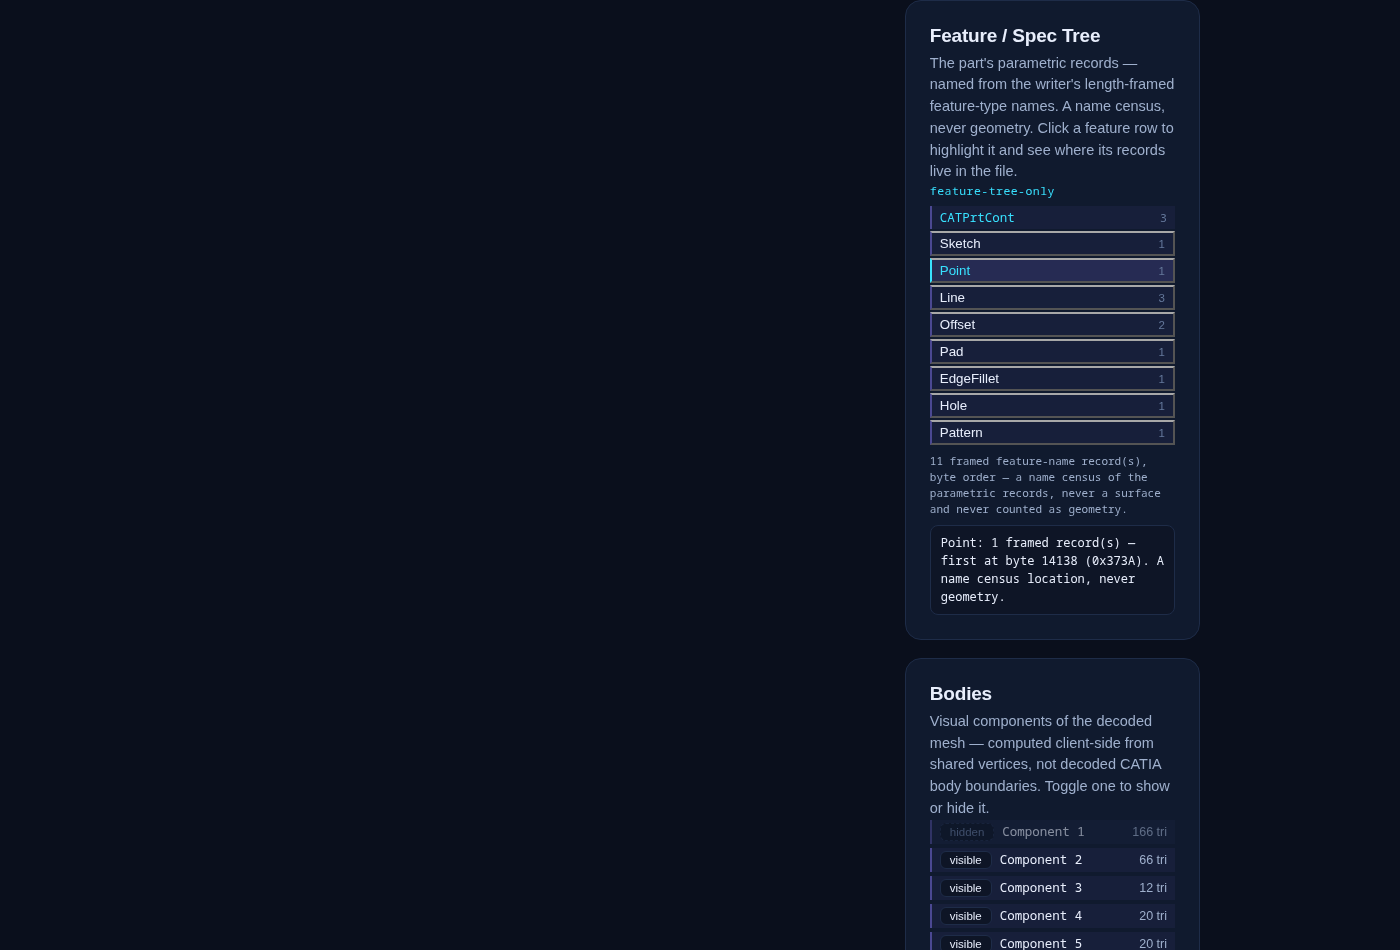 Feature / Spec Tree
The part's parametric records —
named from the writer's length-framed
feature-type names. A name census,
never geometry. Click a feature row to
highlight it and see where its records
live in the file.
feature-tree-only
CATPrtCont 3
Sketch 1
Point 1
Line 3
Offset 2
Pad 1
EdgeFillet 1
Hole 1
Pattern 1
11 framed feature-name record(s),
byte order — a name census of the
parametric records, never a surface
and never counted as geometry.
Point: 1 framed record(s) —
first at byte 14138 (0x373A). A
name census location, never
geometry.
Bodies
Visual components of the decoded
mesh — computed client-side from
shared vertices, not decoded CATIA
body boundaries. Toggle one to show
or hide it.
hidden Component 1 166 tri
visible Component 2 66 tri
visible Component 3 12 tri
visible Component 4 20 tri
visible Component 5 20 tri